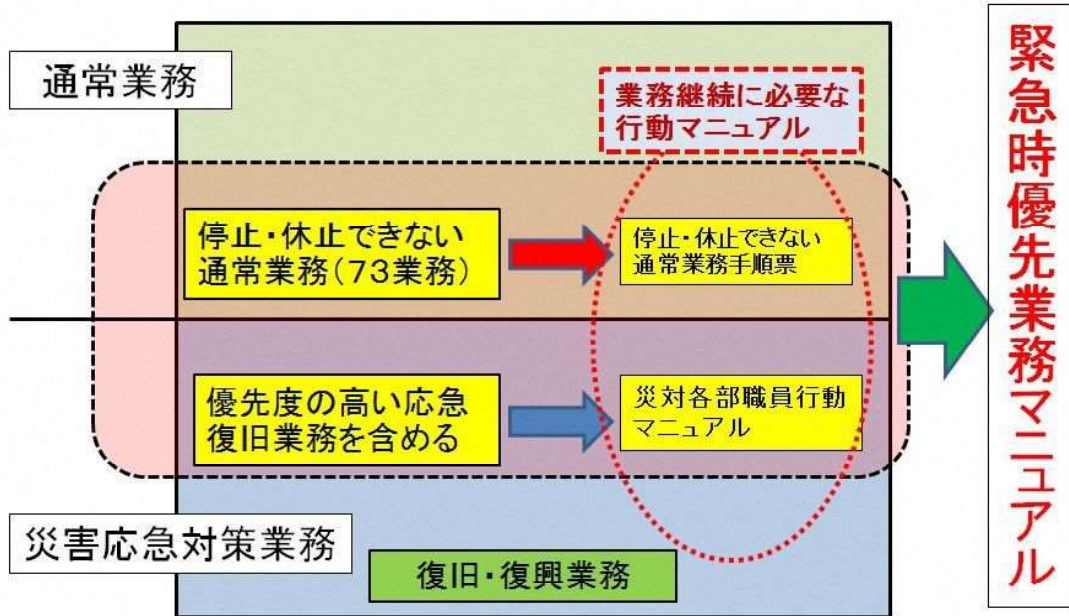 通常業務
業務継続に必要な
行動マニュアル
停止・休止できない
通常業務(73業務)
停止・休止できない
通常業務手順票
優先度の高い応急
復旧業務を含める
災対各部職員行動
マニュアル
災害応急対策業務
復旧・復興業務
緊急時優先業務マニュアル